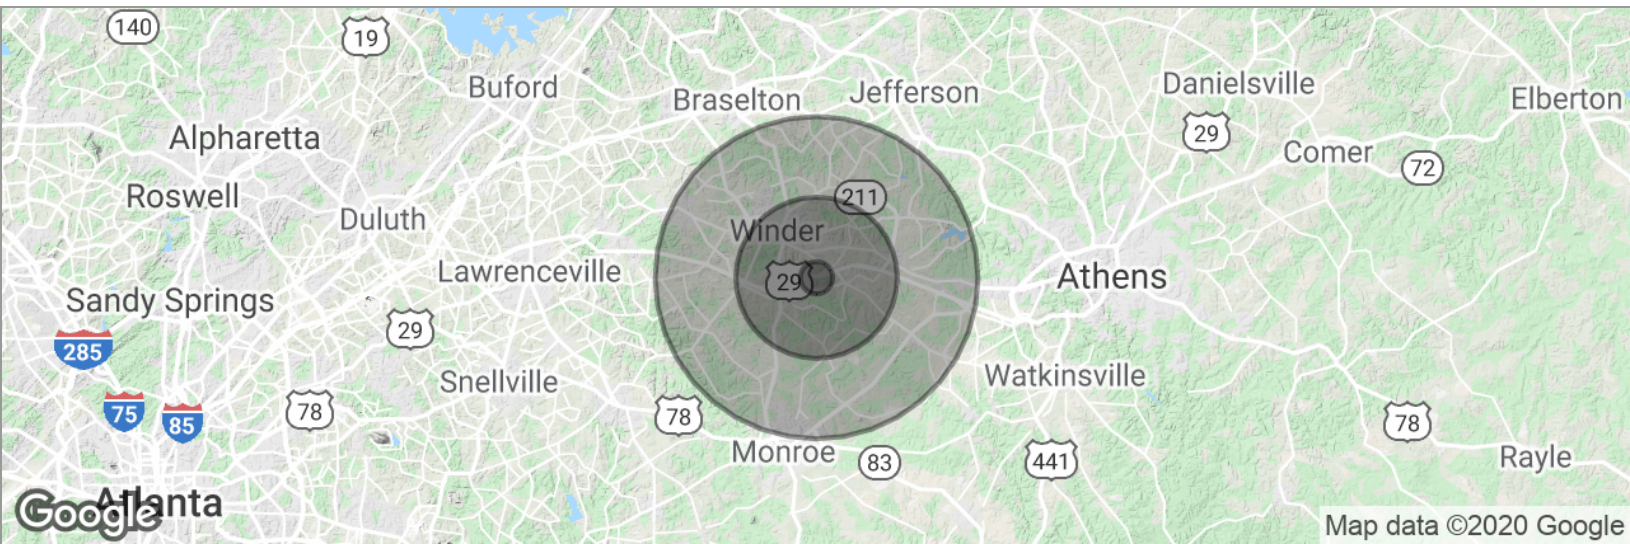 140
19
Buford
Braselton
Jefferson
Danielsville
Elberton
29
Alpharetta
Comer
72
Roswell
211
Duluth
Winder
Lawrenceville
29
Athens
Sandy Springs
29
285
Snellville
Watkinsville
75
85
78
78
78
Monroe
83
441
Rayle
Atlanta
Google
Map data ©2020 Google